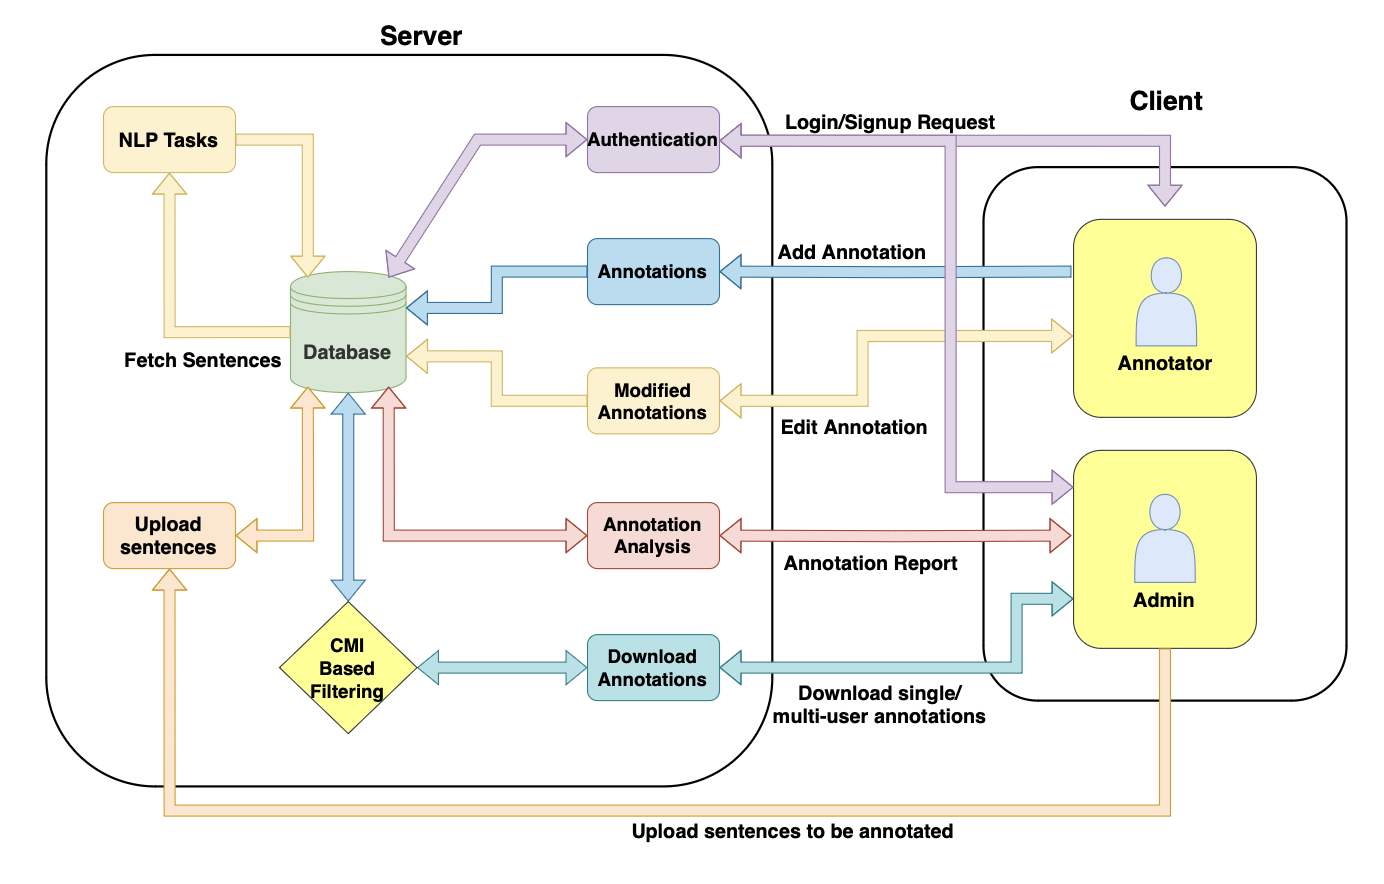 Server
Client
NLP Tasks
Authentication
Login/Signup Request
Annotations
Add Annotation
Database
Fetch Sentences
Modified
Annotations
Edit Annotation
Annotator
Upload
sentences
Annotation
Analysis
Annotation Report
Admin
CMI
Based
Filtering
Download
Annotations
Download single/
multi-user annotations
Upload sentences to be annotated